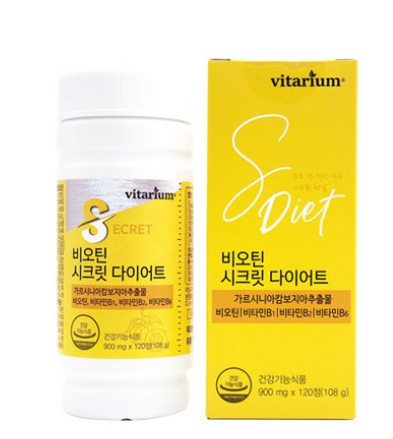 vitarium®
SECRET
비오틴
시크릿 다이어트
가르시니아캄보지아추출물
비오틴, 비타민B1, 비타민B2, 비타민B6
건강기능식품
900 mg x 120정(108 g)
vitarium®
S Diet
비오틴
시크릿 다이어트
가르시니아캄보지아추출물
비오틴|비타민B1|비타민B2|비타민B6
건강기능식품
900 mg x 120정(108 g)